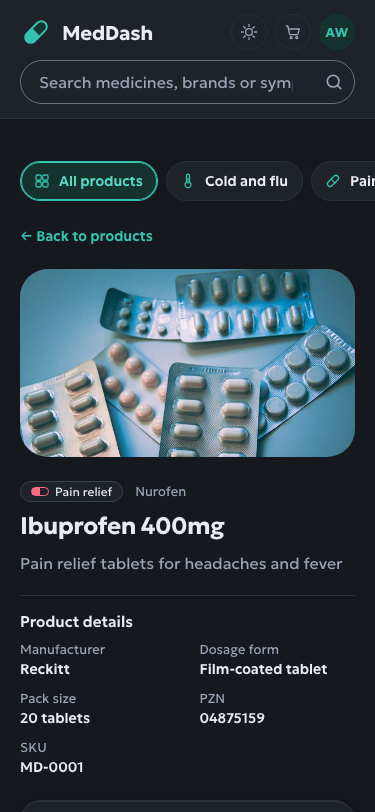 MedDash
AW
Search medicines, brands or sym
All products
Cold and flu
Pain
← Back to products
Pain relief
Nurofen
Ibuprofen 400mg
Pain relief tablets for headaches and fever
Product details
Manufacturer
Dosage form
Reckitt
Film-coated tablet
Pack size
PZN
20 tablets
04875159
SKU
MD-0001